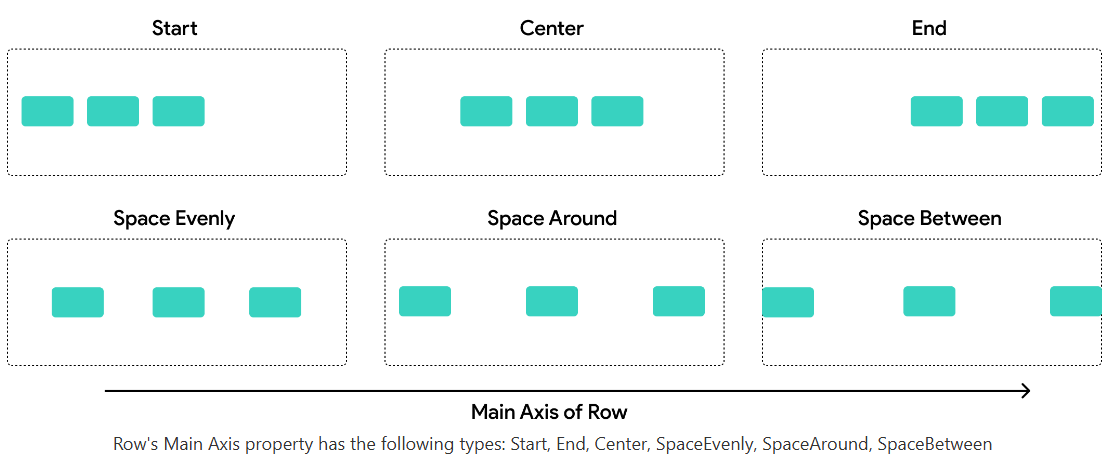 Start
Center
End
Space Evenly
Space Around
Space Between
Main Axis of Row
Row's Main Axis property has the following types: Start, End, Center, SpaceEvenly, SpaceAround, SpaceBetween